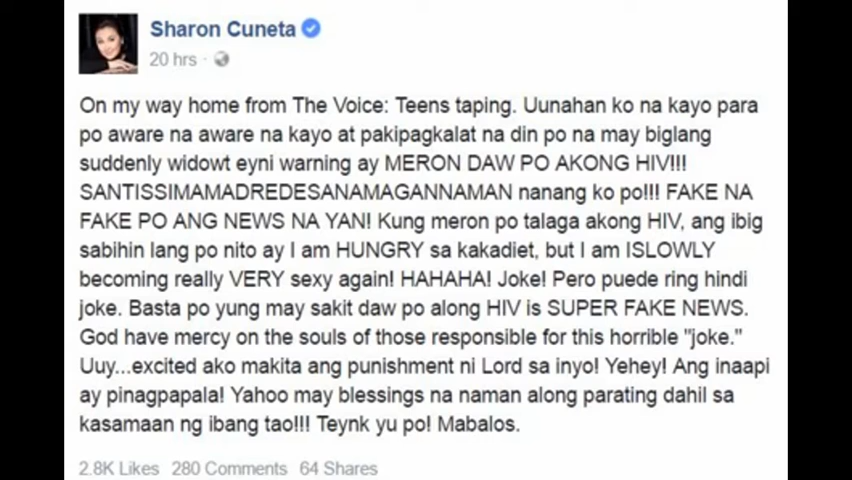 Sharon Cuneta
20 hrs ·
On my way home from The Voice: Teens taping. Uunahan ko na kayo para
po aware na aware na kayo at pakipagkalat na din po na may biglang
suddenly widowt eyni warning ay MERON DAW PO AKONG HIV!!!
SANTISSIMAMADREDESANAMAGANNAMAN nanang ko po!!! FAKE NA
FAKE PO ANG NEWS NA YAN! Kung meron po talaga akong HIV, ang ibig
sabihin lang po nito ay I am HUNGRY sa kakadiet, but I am ISLOWLY
becoming really VERY sexy again! HAHAHA! Joke! Pero puede ring hindi
joke. Basta po yung may sakit daw po along HIV is SUPER FAKE NEWS.
God have mercy on the souls of those responsible for this horrible "joke."
Uuy...excited ako makita ang punishment ni Lord sa inyo! Yehey! Ang inaapi
ay pinagpapala! Yahoo may blessings na naman along parating dahil sa
kasamaan ng ibang tao!!! Teynk yu po! Mabalos.
2.8K Likes 280 Comments 64 Shares